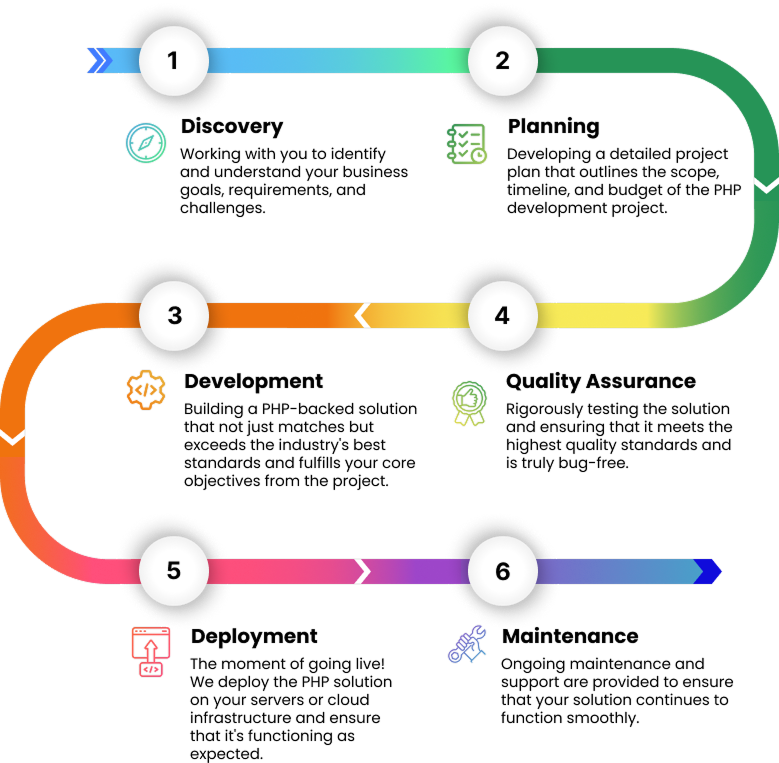 1
Discovery
Working with you to identify
and understand your business
goals, requirements, and
challenges.
2
Planning
Developing a detailed project
plan that outlines the scope,
timeline, and budget of the PHP
development project.
3
Development
Building a PHP-backed solution
that not just matches but
exceeds the industry's best
standards and fulfills your core
objectives from the project.
4
Quality Assurance
Rigorously testing the solution
and ensuring that it meets the
highest quality standards and
is truly bug-free.
5
Deployment
The moment of going live!
We deploy the PHP solution
on your servers or cloud
infrastructure and ensure
that it's functioning as
expected.
6
Maintenance
Ongoing maintenance and
support are provided to ensure
that your solution continues to
function smoothly.